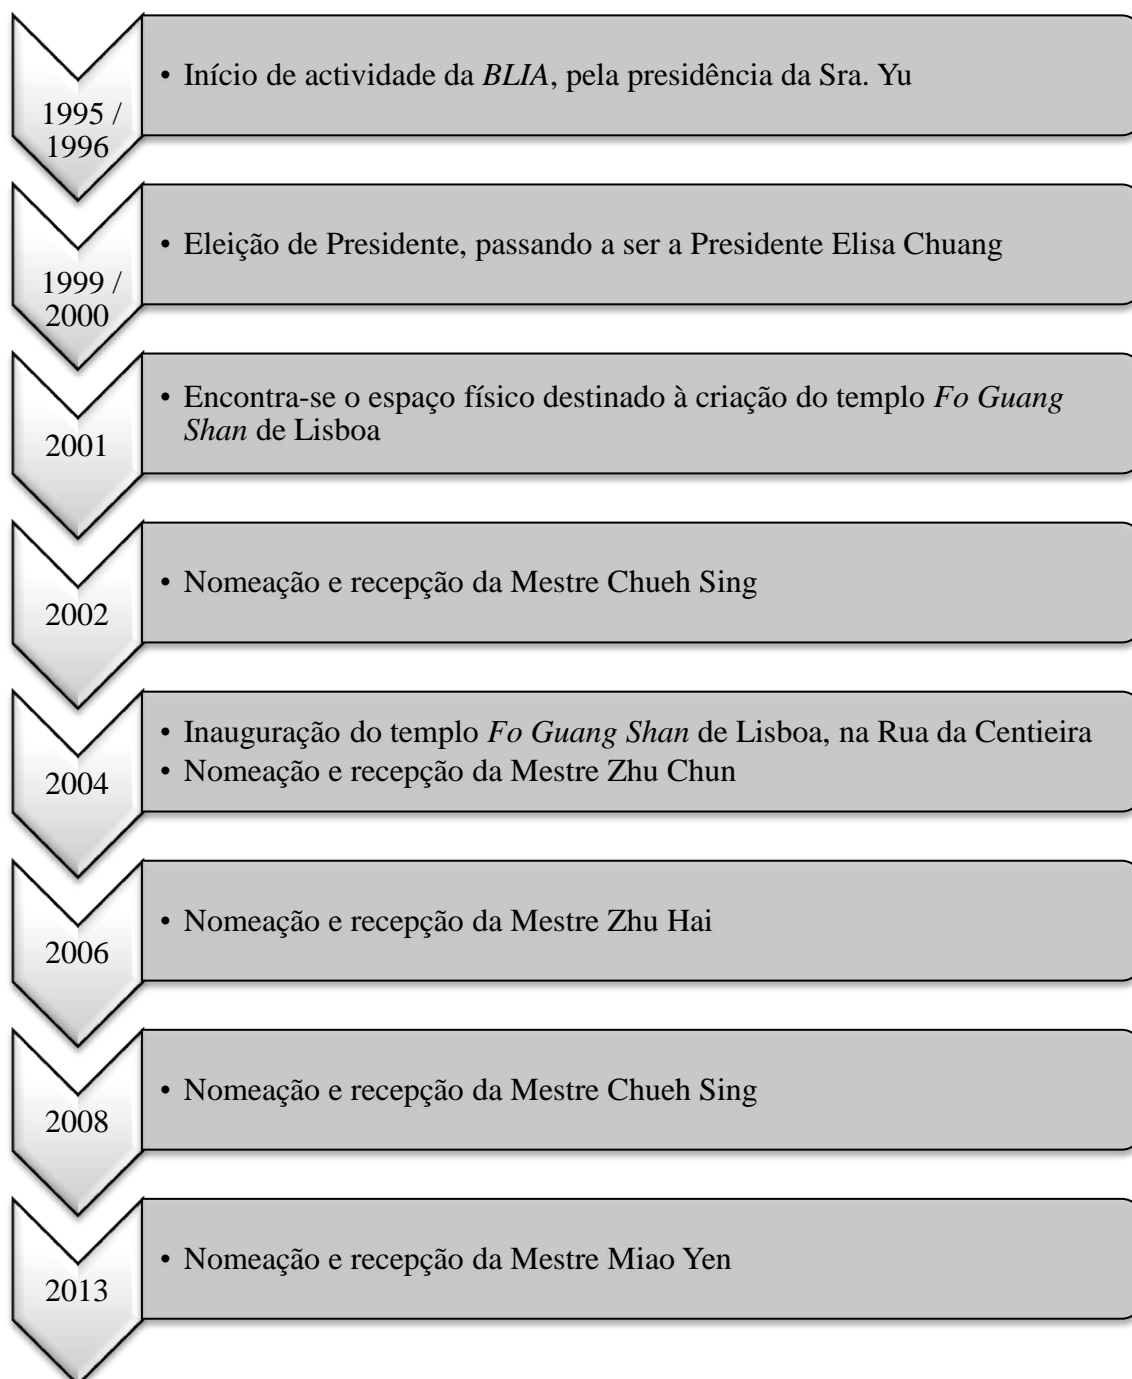 1995 /
1996
• Início de actividade da BLIA, pela presidência da Sra. Yu
1999 /
2000
• Eleição de Presidente, passando a ser a Presidente Elisa Chuang
2001
• Encontra-se o espaço físico destinado à criação do templo Fo Guang
Shan de Lisboa
2002
• Nomeação e recepção da Mestre Chueh Sing
2004
• Inauguração do templo Fo Guang Shan de Lisboa, na Rua da Centieira
• Nomeação e recepção da Mestre Zhu Chun
2006
• Nomeação e recepção da Mestre Zhu Hai
2008
• Nomeação e recepção da Mestre Chueh Sing
2013
• Nomeação e recepção da Mestre Miao Yen